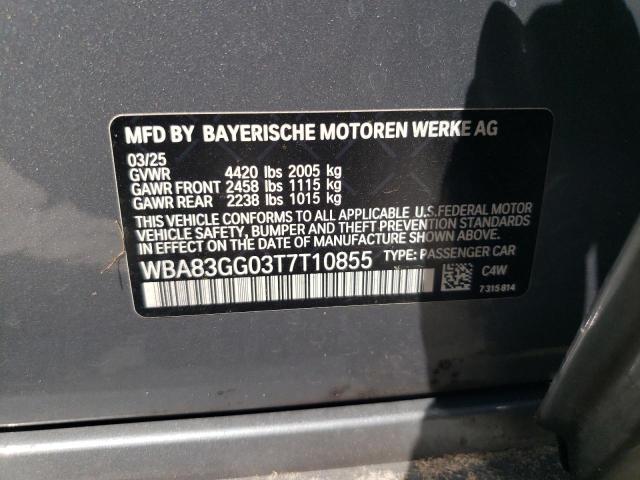 MFD BY BAYERISCHE MOTOREN WERKE AG
03/25
GVWR 4420 lbs 2005 kg
GAWR FRONT 2458 lbs 1115 kg
GAWR REAR 2238 lbs 1015 kg
THIS VEHICLE CONFORMS TO ALL APPLICABLE U.S. FEDERAL MOTOR
VEHICLE SAFETY, BUMPER AND THEFT PREVENTION STANDARDS
IN EFFECT ON THE DATE OF MANUFACTURE SHOWN ABOVE.
WBA83GG03T7T10855 TYPE: PASSENGER CAR
C4W
7 315 814